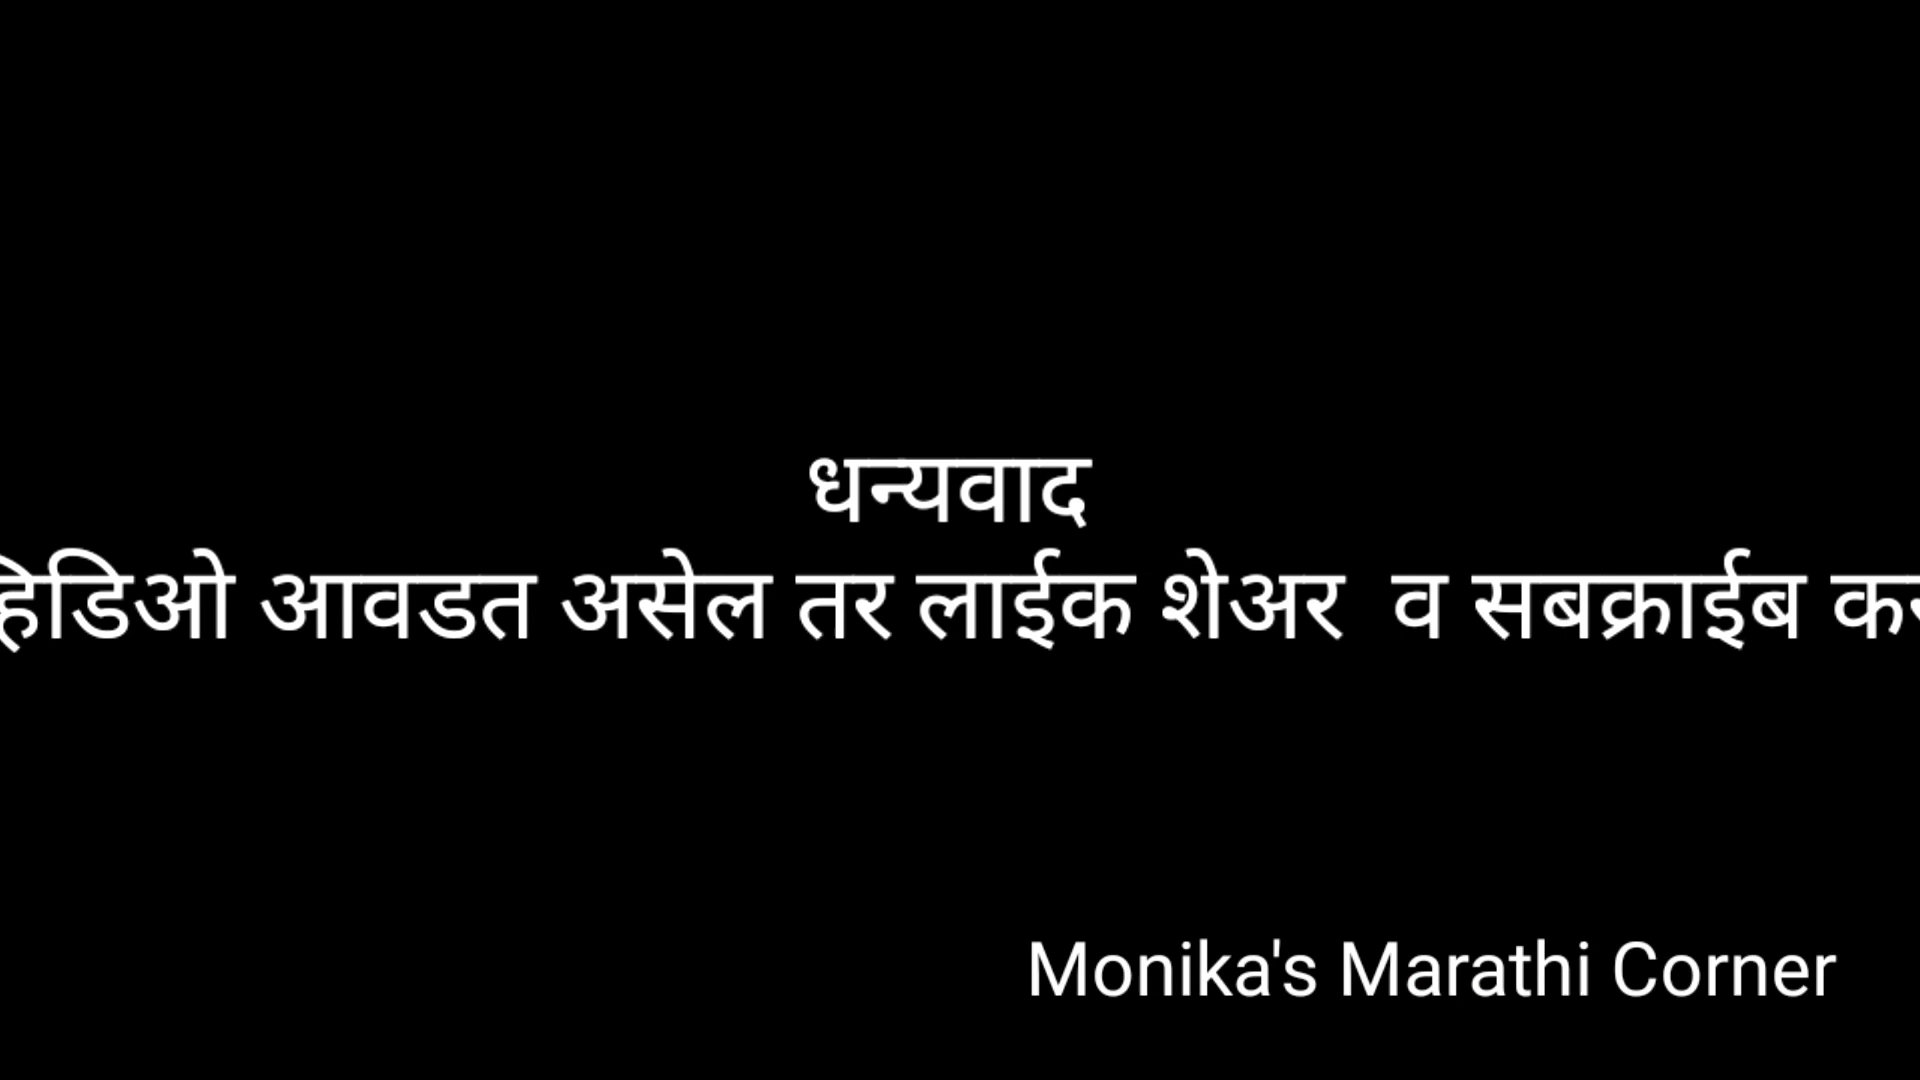 धन्यवाद
हिडिओ आवडत असेल तर लाईक शेअर व सबक्राईब
Monika's Marathi Corner